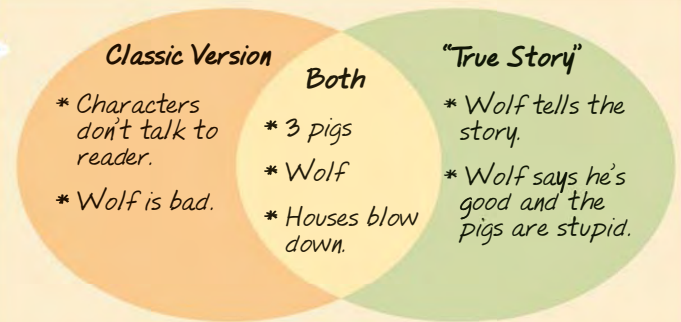 Classic Version
* Characters
don't talk to
reader.
* Wolf is bad.
Both
* 3 pigs
* Wolf
* Houses blow
down.
"True Story"
* Wolf tells the
story.
* Wolf says he's
good and the
pigs are stupid.